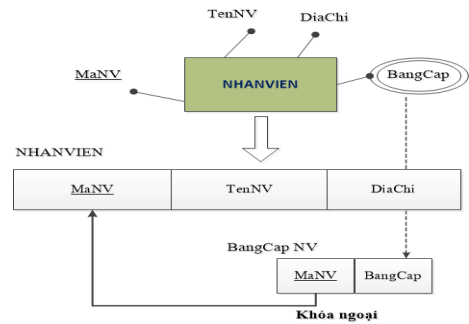 TenNV
DiaChi
MaNV
NHANVIEN
BangCap
NHANVIEN
MaNV TenNV DiaChi
BangCap NV
MaNV BangCap
Khóa ngoại